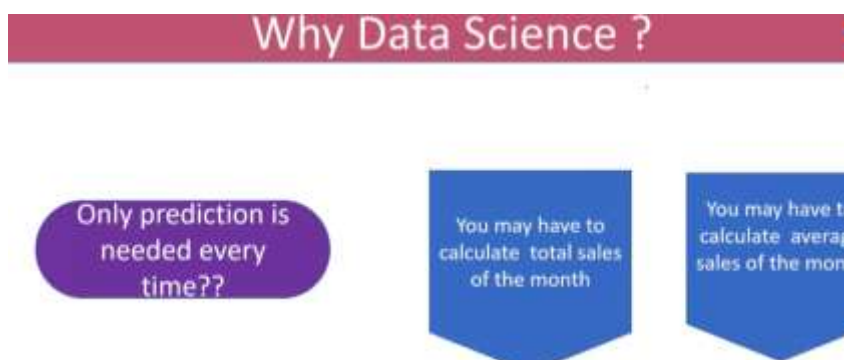 Why Data Science ?
Only prediction is
needed every
time??
You may have to
calculate total sales
of the month
You may have
calculate
sales of the